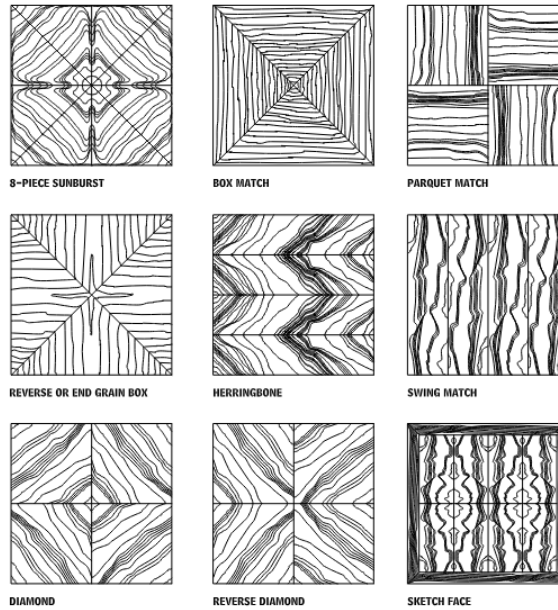 8-PIECE SUNBURST
BOX MATCH
PARQUET MATCH
REVERSE OR END GRAIN BOX
HERRINGBONE
SWING MATCH
DIAMOND
REVERSE DIAMOND
SKETCH FACE